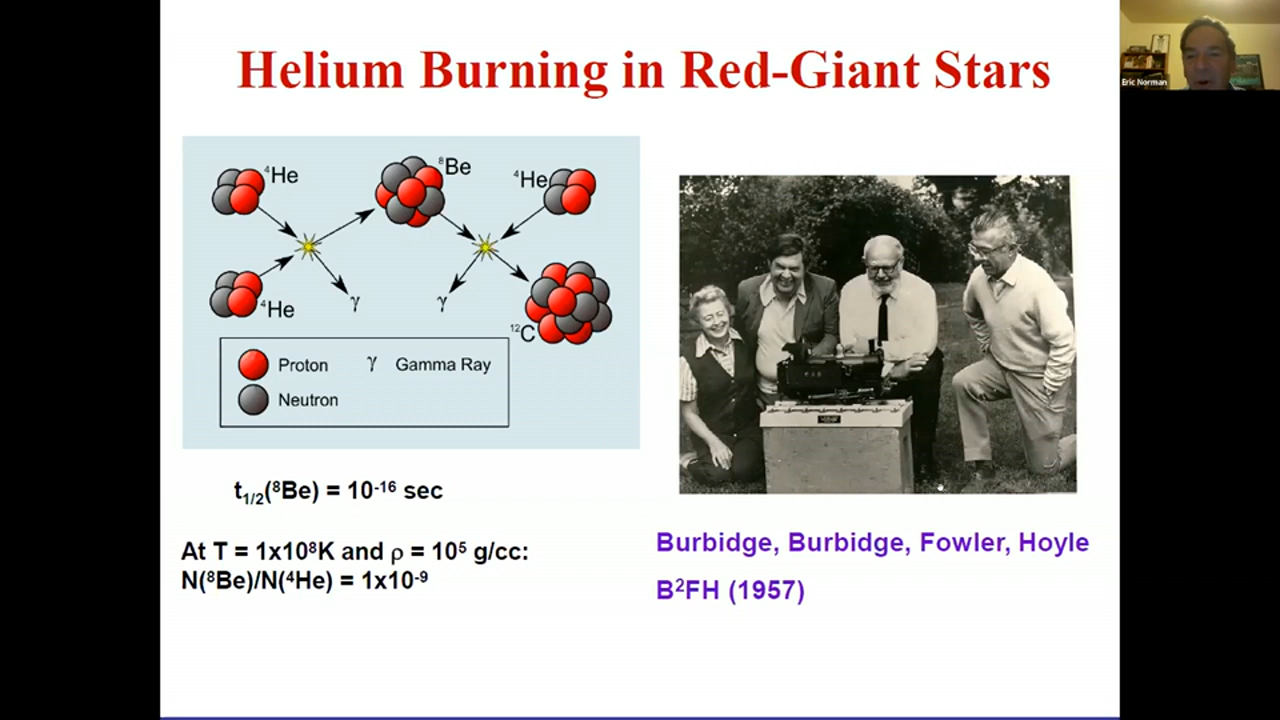 Helium Burning in Red-Giant Stars
⁴He
⁸Be
⁴He
⁴He
γ
γ
¹²C
Proton
γ Gamma Ray
Neutron
t₁/₂(⁸Be) = 10⁻¹⁶ sec
At T = 1x10⁸K and ρ = 10⁵ g/cc:
N(⁸Be)/N(⁴He) = 1x10⁻⁹
Burbidge, Burbidge, Fowler, Hoyle
B²FH (1957)
Eric Norman